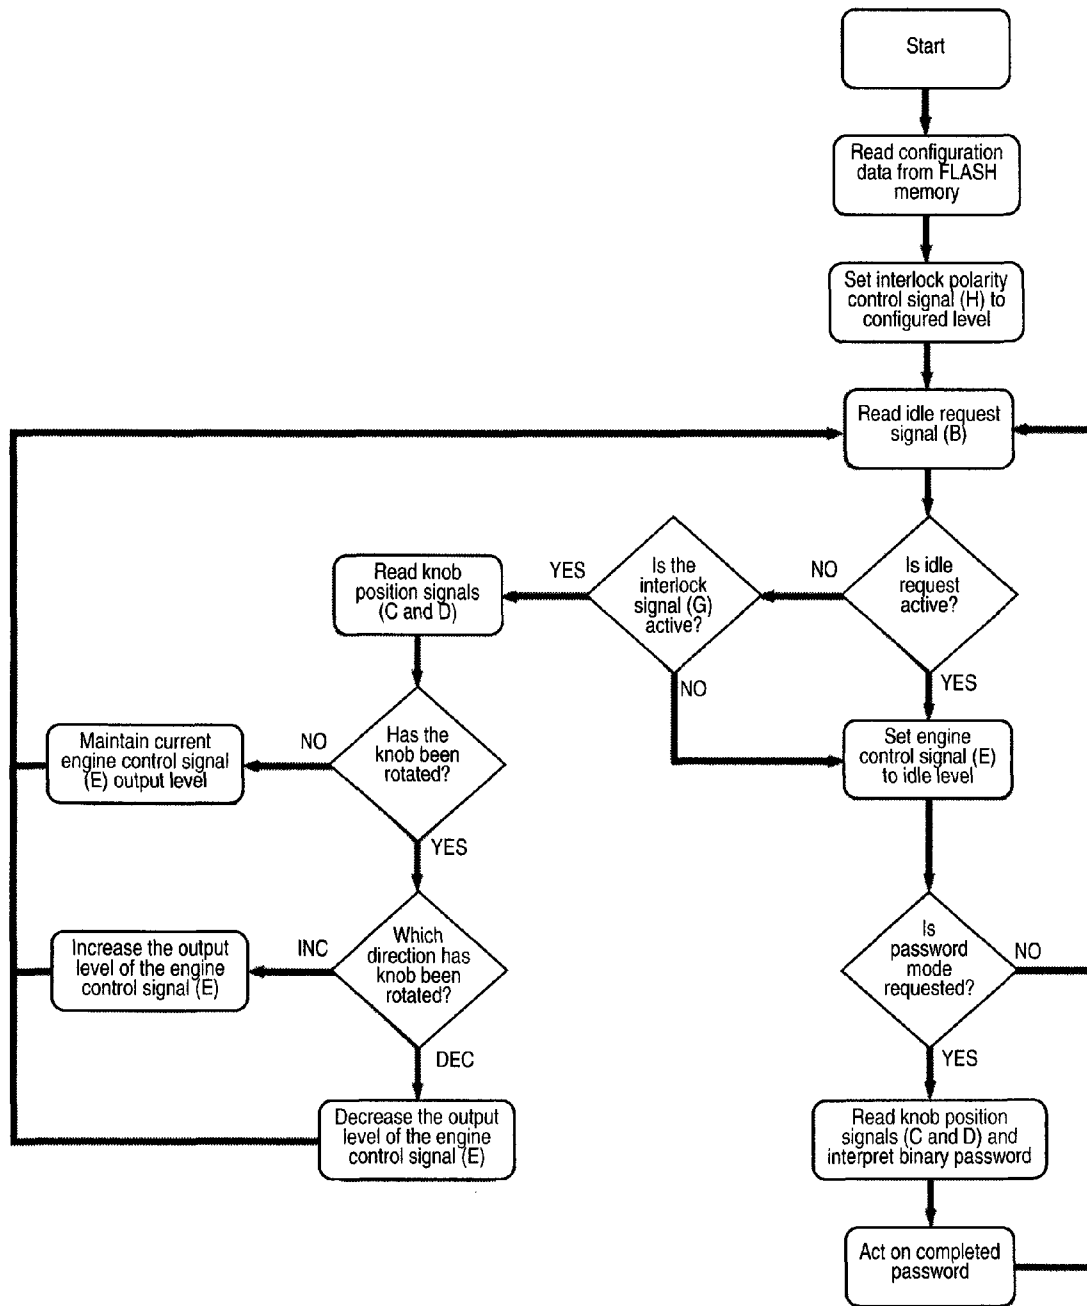 Start
Read configuration
data from FLASH
memory
Set interlock polarity
control signal (H) to
configured level
Read idle request
signal (B)
Is idle
request
active?
NO
YES
Is the
interlock
signal (G)
active?
YES
NO
Read knob
position signals
(C and D)
Set engine
control signal (E)
to idle level
Has the
knob been
rotated?
NO
YES
Maintain current
engine control signal
(E) output level
Which
direction has
knob been
rotated?
INC
DEC
Increase the output
level of the engine
control signal (E)
Decrease the output
level of the engine
control signal (E)
Is
password
mode
requested?
NO
YES
Read knob position
signals (C and D) and
interpret binary password
Act on completed
password